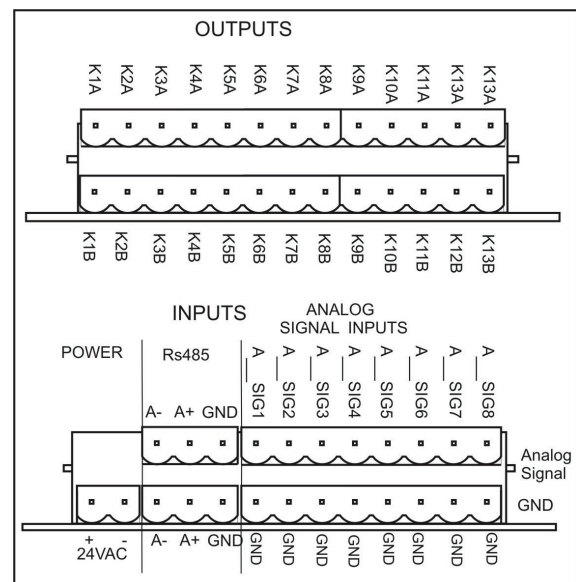 OUTPUTS
K1A K2A K3A K4A K5A K6A K7A K8A K9A K10A K11A K13A K13A
K1B K2B K3B K4B K5B K6B K7B K8B K9B K10B K11B K12B K13B
INPUTS
ANALOG
SIGNAL INPUTS
POWER
Rs485
A A A A A A A A
SIG1 SIG2 SIG3 SIG4 SIG5 SIG6 SIG7 SIG8
A- A+ GND
Analog
Signal
GND
+ -
24VAC
A- A+ GND
GND GND GND GND GND GND GND GND